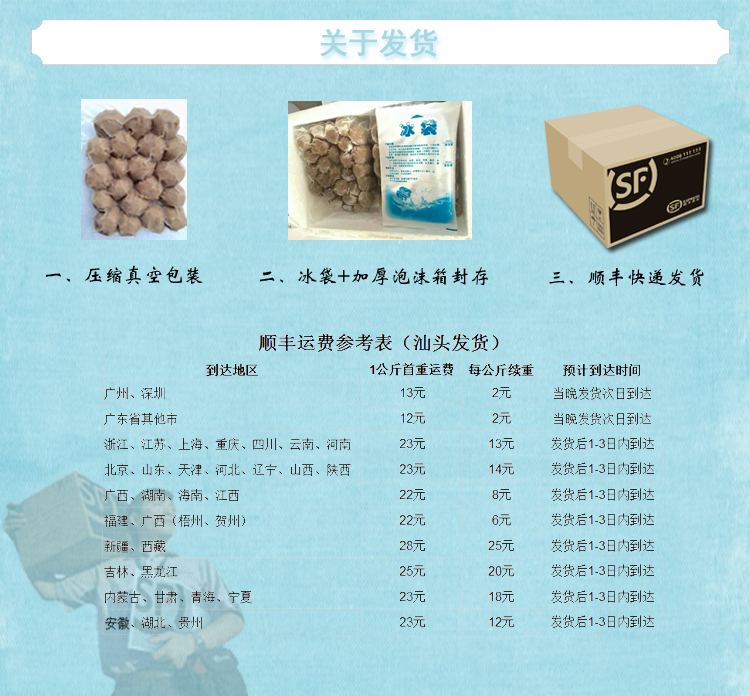 关于发货
冰袋
SF
4008 111 111
SF
一、压缩真空包装
二、冰袋+加厚泡沫箱封存
三、顺丰快递发货
顺丰运费参考表（汕头发货）
到达地区 1公斤首重运费 每公斤续重 预计到达时间
广州、深圳 13元 2元 当晚发货次日到达
广东省其他市 12元 2元 当晚发货次日到达
浙江、江苏、上海、重庆、四川、云南、河南 23元 13元 发货后1-3日内到达
北京、山东、天津、河北、辽宁、山西、陕西 23元 14元 发货后1-3日内到达
广西、湖南、海南、江西 22元 8元 发货后1-3日内到达
福建、广西（梧州、贺州） 22元 6元 发货后1-3日内到达
新疆、西藏 28元 25元 发货后1-3日内到达
吉林、黑龙江 25元 20元 发货后1-3日内到达
内蒙古、甘肃、青海、宁夏 23元 18元 发货后1-3日内到达
安徽、湖北、贵州 23元 12元 发货后1-3日内到达